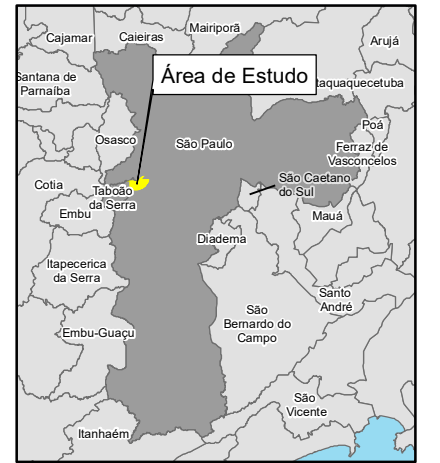 Mairiporã
Cajamar
Caieiras
Arujá
Área de Estudo
Santana de
Parnaíba
Itaquaquecetuba
Poá
Osasco
São Paulo
Ferraz de
Vasconcelos
São Caetano
do Sul
Cotia
Taboão
da Serra
Embu
Mauá
Diadema
Itapecerica
da Serra
Santo
André
São
Bernardo do
Campo
Embu-Guaçu
São
Vicente
Itanhaém